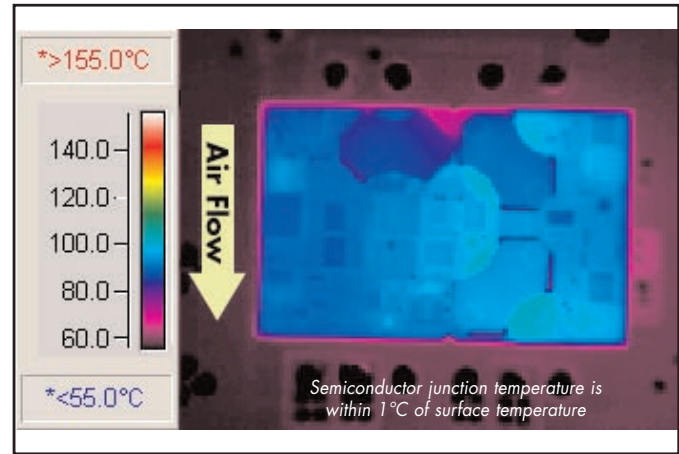 *>155.0°C
140.0
120.0
100.0
80.0
60.0
*<55.0°C
Air Flow
Semiconductor junction temperature is
within 1°C of surface temperature